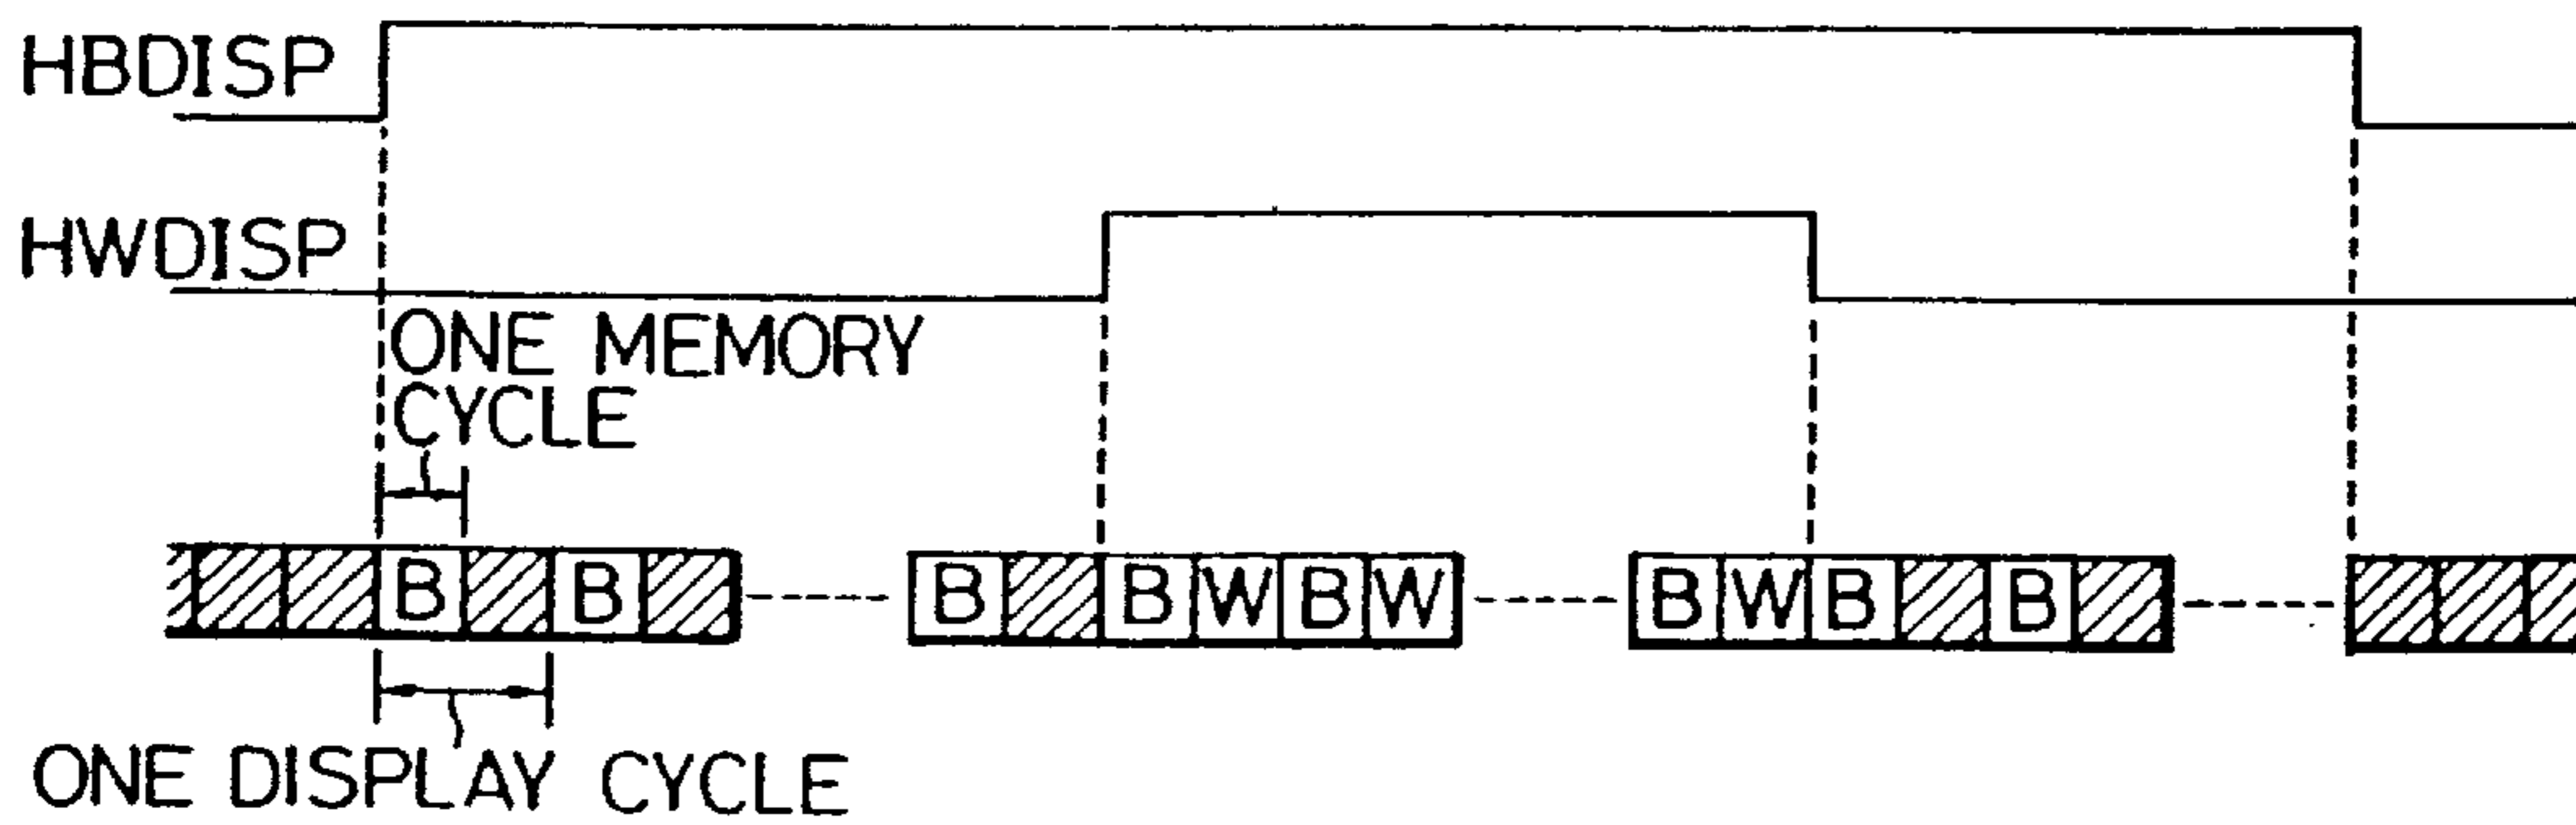 HBDISP
HWDISP
ONE MEMORY
CYCLE
B B B B W B W B W B B
ONE DISPLAY CYCLE